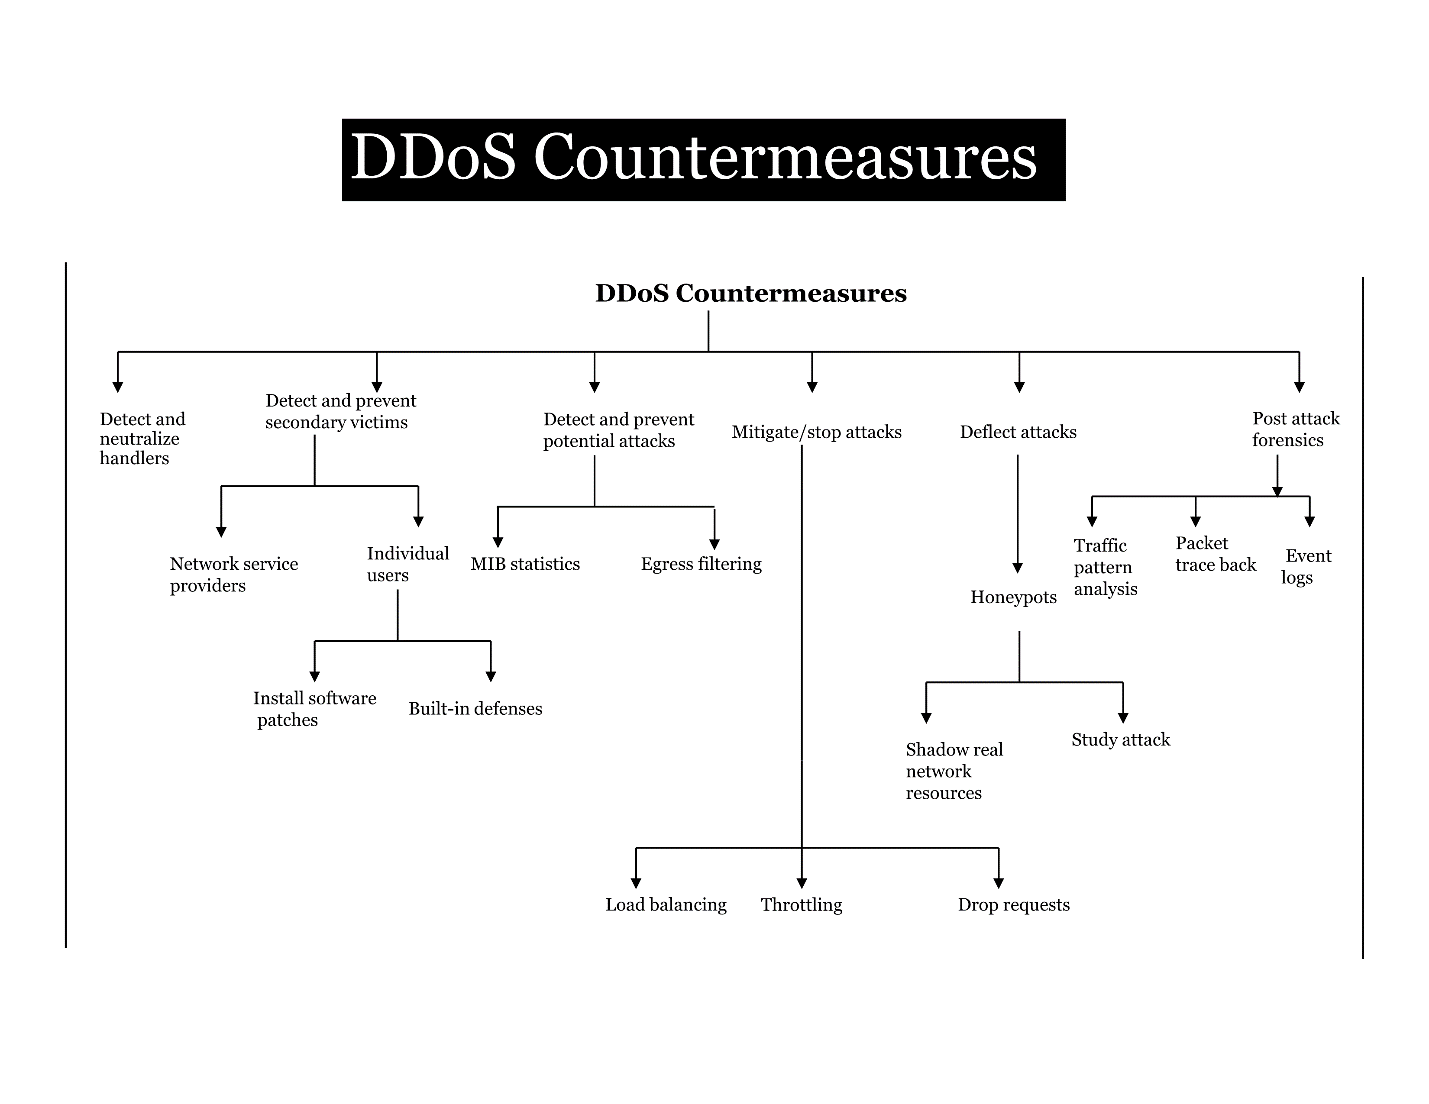 DDoS Countermeasures
DDoS Countermeasures
Detect and
neutralize
handlers
Detect and prevent
secondary victims
Detect and prevent
potential attacks
Mitigate/stop attacks
Deflect attacks
Post attack
forensics
Network service
providers
Individual
users
MIB statistics
Egress filtering
Honeypots
Traffic
pattern
analysis
Packet
trace back
Event
logs
Install software
patches
Built-in defenses
Shadow real
network
resources
Study attack
Load balancing
Throttling
Drop requests